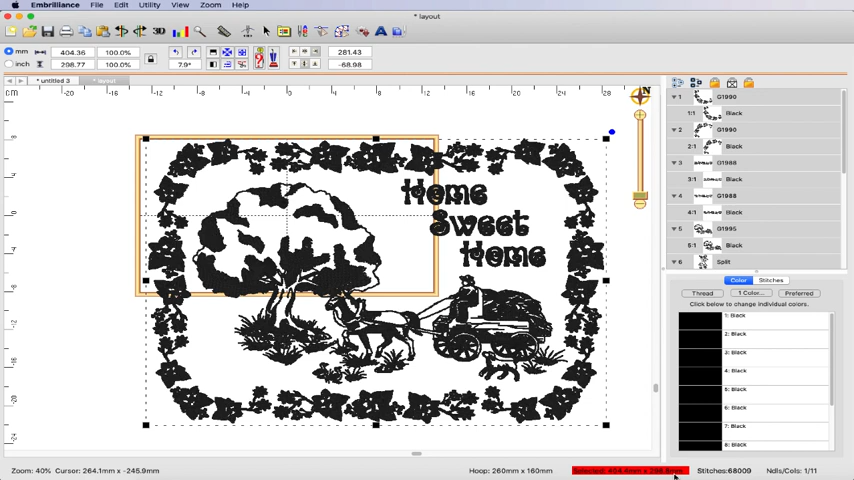 Embrilliance File Edit Utility View Zoom Help
* layout
3D A
mm 404.36 100.0% 281.43
inch 298.77 100.0% 7.9° -68.98
* untitled 3 * layout
cm -20 -16 -12 -8 -4 0 4 8 12 16 20 24 28
N
Home
Sweet
Home
1 G1990
1:1 Black
2 G1990
2:1 Black
3 G1988
3:1 Black
4 G1988
4:1 Black
5 G1995
5:1 Black
6 Split
Color Stitches
Thread 1 Color... Preferred
Click below to change individual colors.
1: Black
2: Black
3: Black
4: Black
5: Black
6: Black
7: Black
8: Black
Zoom: 40% Cursor: 264.1mm x -245.9mm Hoop: 260mm x 160mm Stitches:68009 Ndls/Cols: 1/11